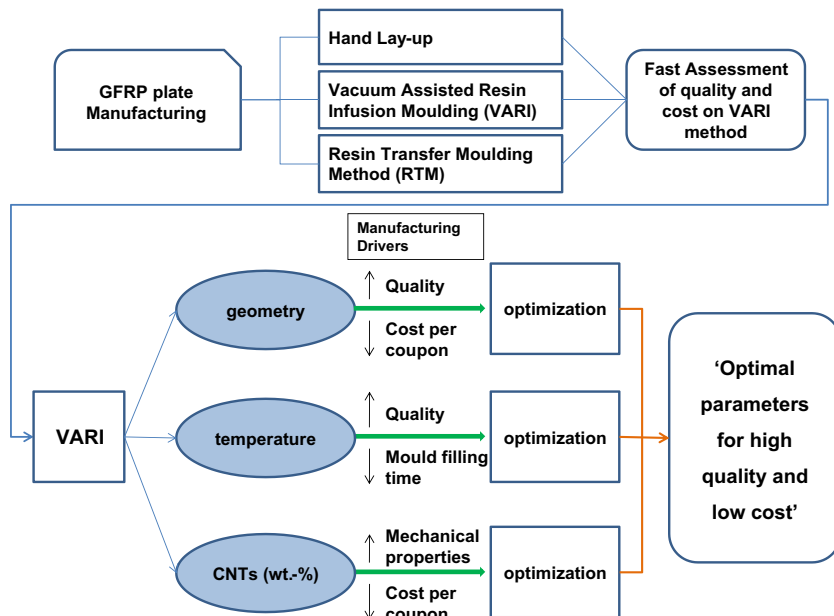 Hand Lay-up
GFRP plate
Manufacturing
Vacuum Assisted Resin
Infusion Moulding (VARI)
Resin Transfer Moulding
Method (RTM)
Fast Assessment
of quality and
cost on VARI
method
Manufacturing
Drivers
geometry
Quality
Cost per
coupon
optimization
VARI
temperature
Quality
Mould filling
time
optimization
CNTs (wt.-%)
Mechanical
properties
Cost per
coupon
optimization
‘Optimal
parameters
for high
quality and
low cost’